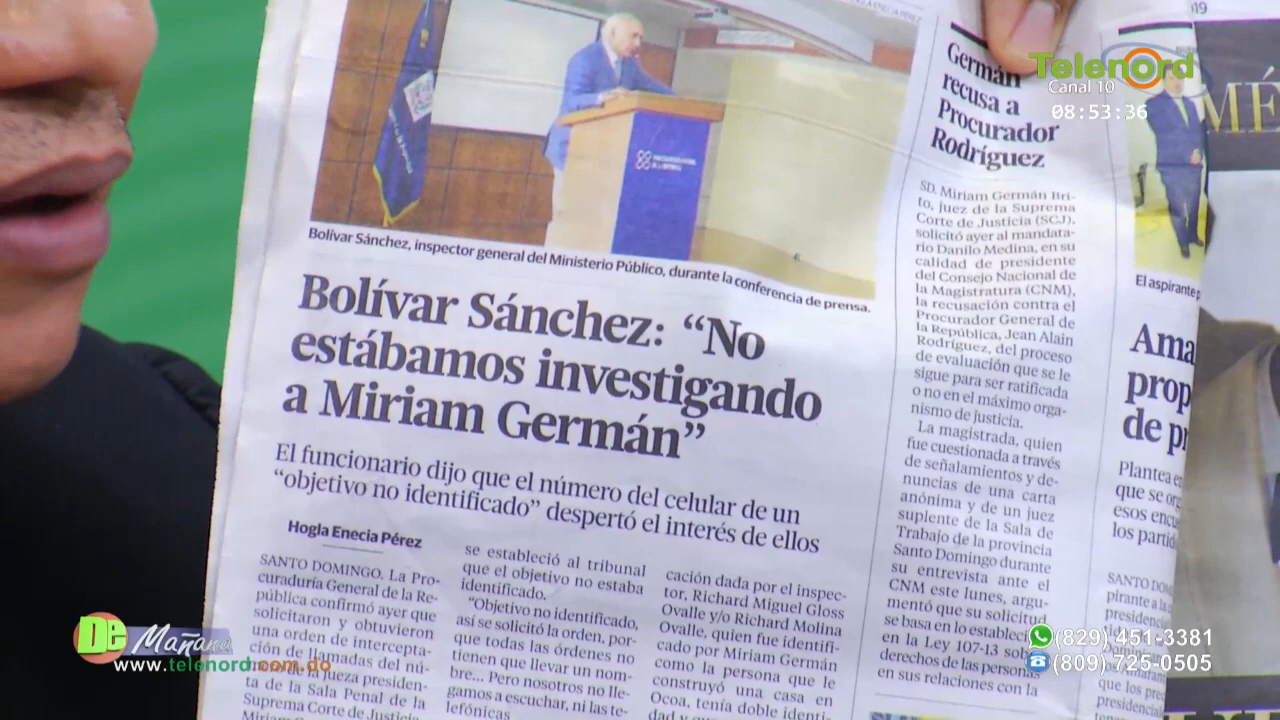 Bolívar Sánchez, inspector general del Ministerio Público, durante la conferencia de prensa.
Bolívar Sánchez: “No
estábamos investigando
a Miriam Germán”
El funcionario dijo que el número del celular de un
“objetivo no identificado” despertó el interés de ellos
Hogla Enecia Pérez
SANTO DOMINGO. La Pro-
curaduría General de la Re-
pública confirmó ayer que
solicitaron y obtuvieron
una orden de intercepta-
ción de llamadas del nú-
de la jueza presiden-
ta de la Sala Penal de la
Suprema Corte de Justicia
se estableció al tribunal
que el objetivo no estaba
identificado.
“Objetivo no identificado,
así se solicitó la orden, por-
que todas las órdenes no
tienen que llevar un nom-
bre... Pero nosotros no lle-
gamos a escuchar, ni las te-
lefónicas
cación dada por el inspec-
tor, Richard Miguel Gloss
Ovalle y/o Richard Molina
Ovalle, quien fue identifi-
cado por Miriam Germán
como persona que le
construyó una casa en
Ocoa, tenía doble identi-
dad y
Germán
recusa a
Procurador
Rodríguez
SD. Miriam Germán Bri-
to, juez de la Suprema
Corte de Justicia (SCJ),
solicitó ayer al mandata-
rio Danilo Medina, en su
calidad de presidente
del Consejo Nacional de
la Magistratura (CNM),
la recusación contra el
Procurador General de
la República, Jean Alain
Rodríguez, del proceso
de evaluación que se le
sigue para ser ratificada
o no en el máximo orga-
nismo de justicia.
La magistrada, quien
fue cuestionada a través
de señalamientos y de-
nuncias de una carta
anónima y de un juez
suplente de la Sala de
Trabajo de la provincia
Santo Domingo durante
su entrevista ante el
CNM este lunes, argu-
mentó que su solicitud
se basa en lo establecido
en la Ley 107-13 sobre
derechos de las personas
en sus relaciones con la
El aspirante p
Ama
prop
de p
Plantea e
que se or
esos encu
los partid
SANTO DOM
pirante a la
presidenc
que los pre
presidencial
MÉ
Telenord
Canal 10
08:53:36
De Mañana
www.telenord.com.do
(829) 451-3381
(809) 725-0505